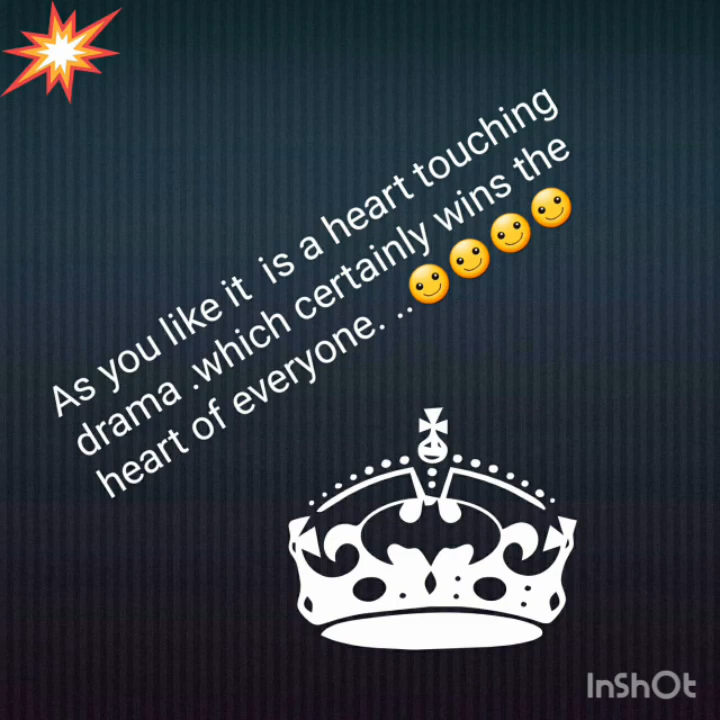 As you like it  is a heart touching
drama .which certainly wins the
heart of everyone. ..🙂🙂🙂🙂
InShOt